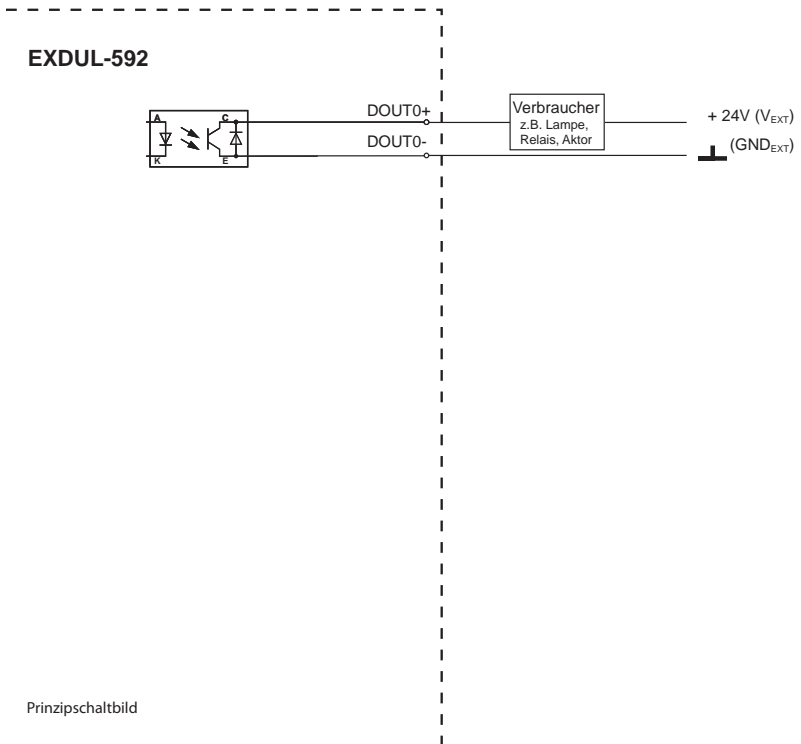 EXDUL-592
A
C
K
E
DOUT0+
DOUT0-
Verbraucher
z.B. Lampe,
Relais, Aktor
+ 24V (VEXT)
(GNDEXT)
Prinzipschaltbild